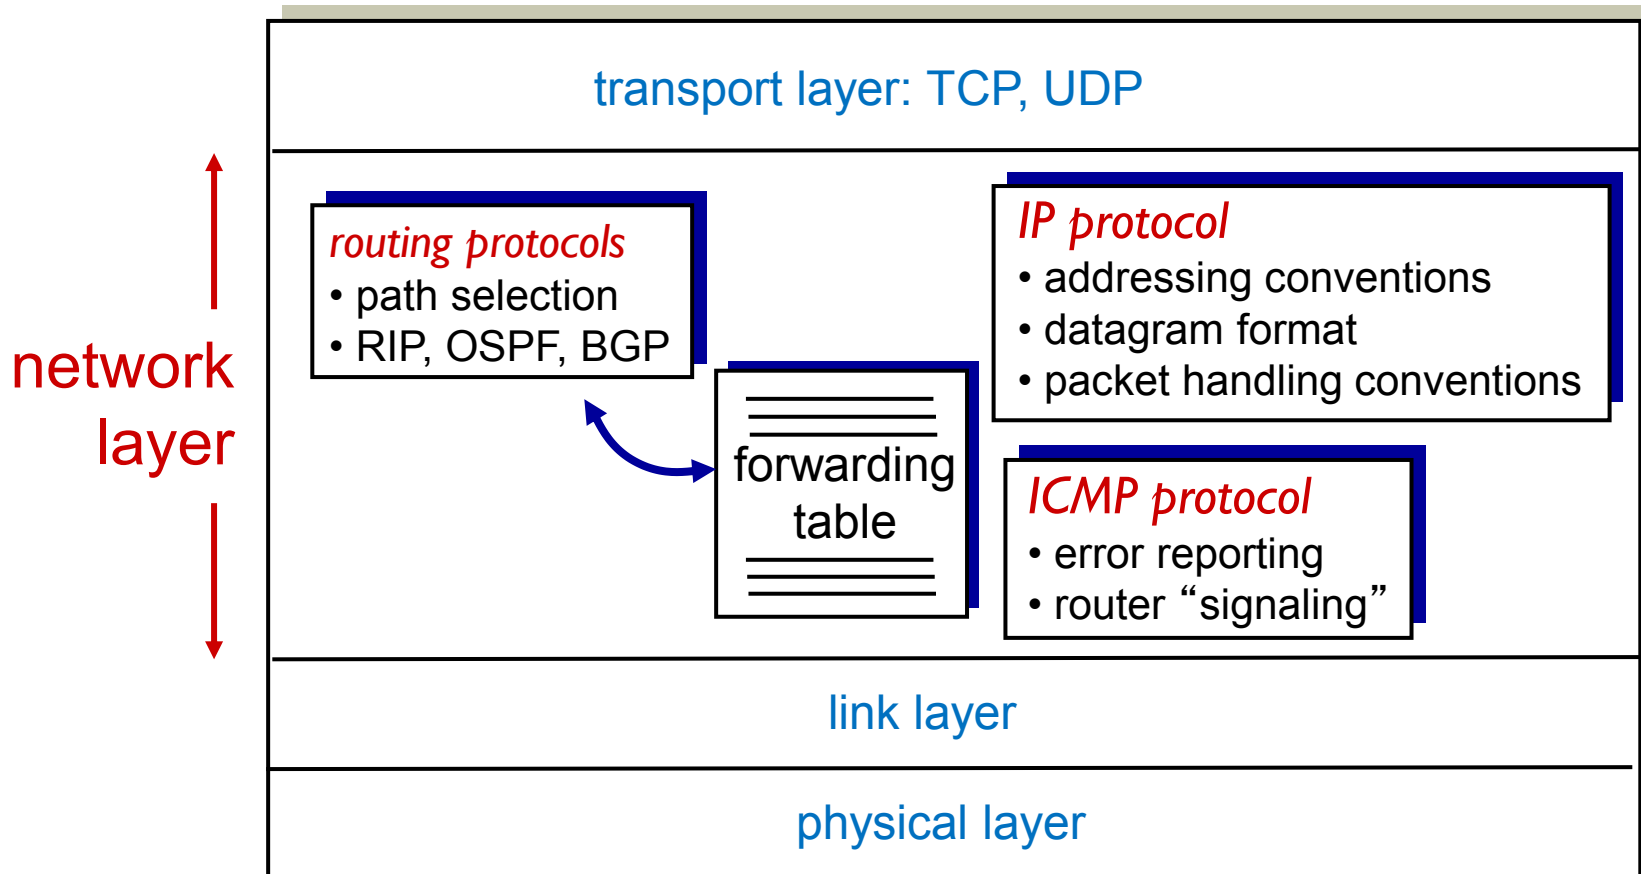 transport layer: TCP, UDP
network
layer
routing protocols
• path selection
• RIP, OSPF, BGP
forwarding
table
IP protocol
• addressing conventions
• datagram format
• packet handling conventions
ICMP protocol
• error reporting
• router “signaling”
link layer
physical layer